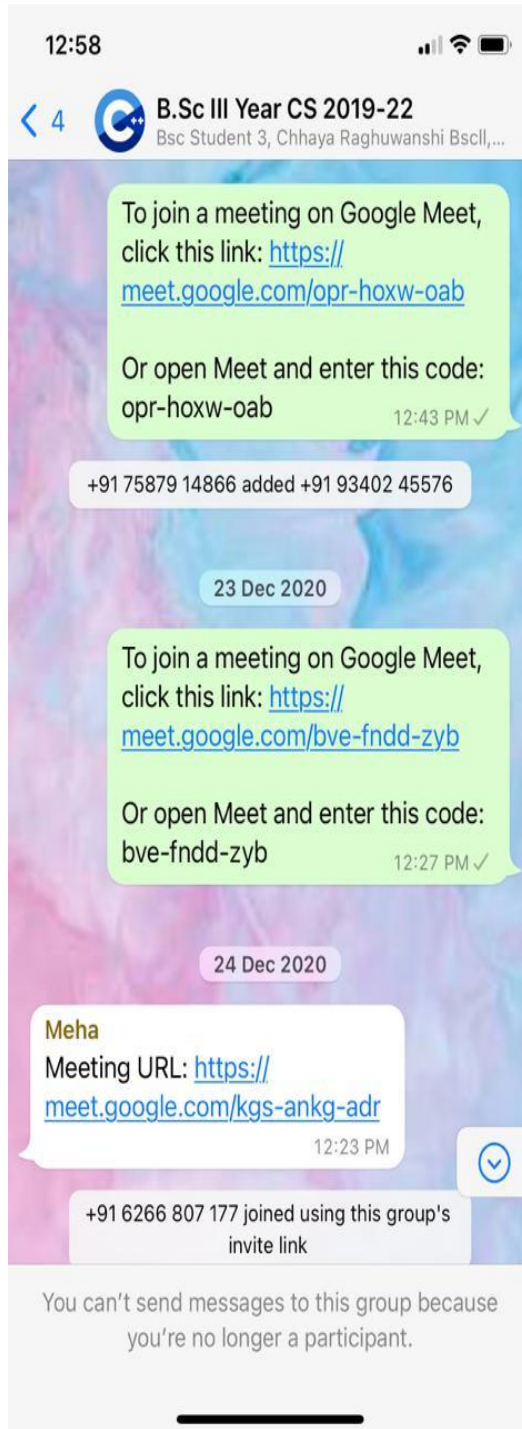 12:58
4
B.Sc III Year CS 2019-22
Bsc Student 3, Chhaya Raghuwanshi BscII,...
To join a meeting on Google Meet,
click this link: https://
meet.google.com/opr-hoxw-oab
Or open Meet and enter this code:
opr-hoxw-oab
12:43 PM
+91 75879 14866 added +91 93402 45576
23 Dec 2020
To join a meeting on Google Meet,
click this link: https://
meet.google.com/bve-fndd-zyb
Or open Meet and enter this code:
bve-fndd-zyb
12:27 PM
24 Dec 2020
Meha
Meeting URL: https://
meet.google.com/kgs-ankg-adr
12:23 PM
+91 6266 807 177 joined using this group's
invite link
You can’t send messages to this group because
you’re no longer a participant.